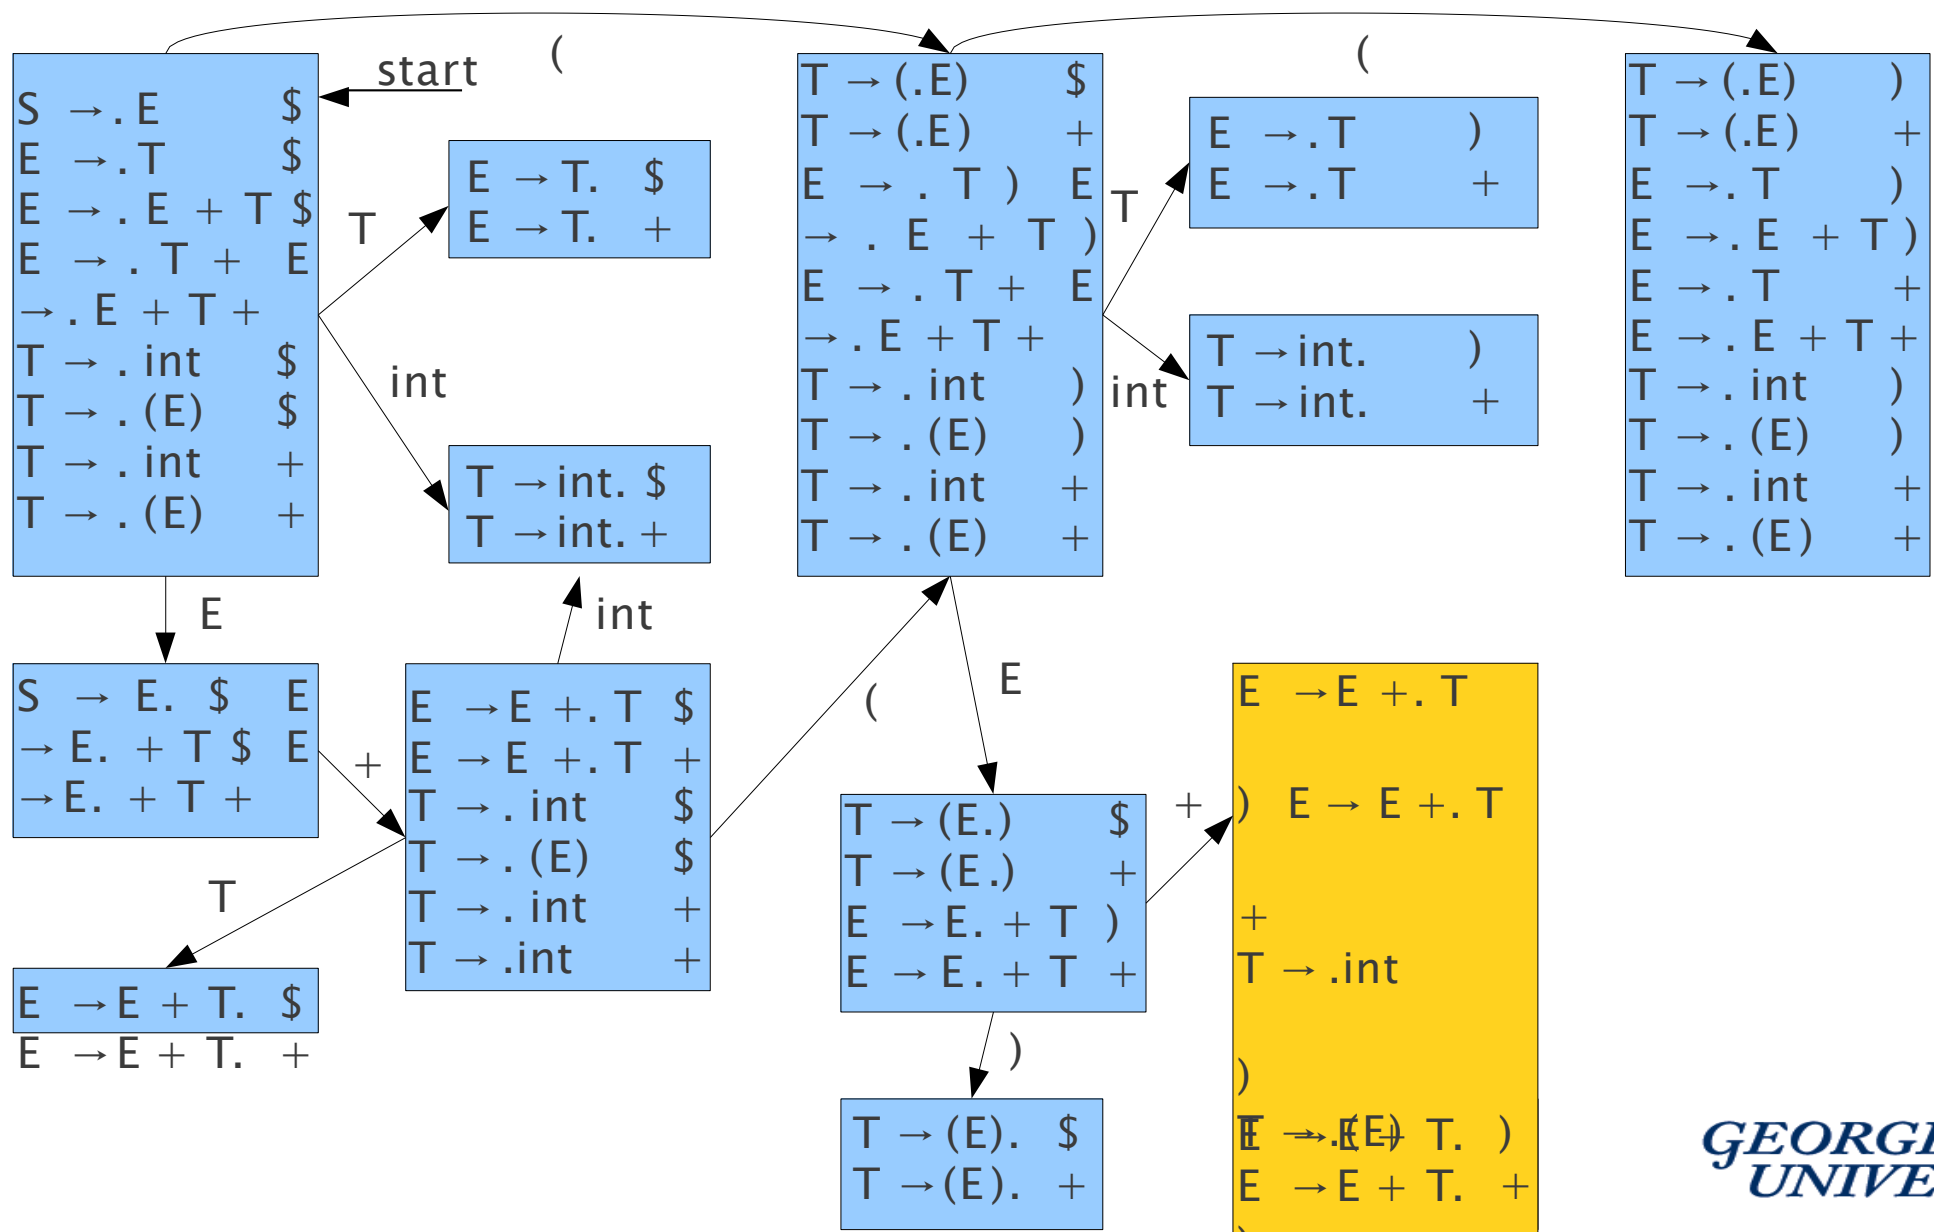 (
(
start
S → . E $
E → . T $
E → . E + T $
E → . T + E
→ . E + T +
T → . int $
T → . (E) $
T → . int +
T → . (E) +
T
E → T. $
E → T. +
int
T → int. $
T → int. +
T → (.E) $
T → (.E) +
E → . T ) E
→ . E + T )
E → . T + E
→ . E + T +
T → . int )
T → . (E) )
T → . int +
T → . (E) +
T
E → . T )
E → . T +
int
T → int. )
T → int. +
T → (.E) )
T → (.E) +
E → . T )
E → . E + T )
E → . T +
E → . E + T +
T → . int )
T → . (E) )
T → . int +
T → . (E) +
E
int
S → E. $ E
→ E. + T $ E
→ E. + T +
+
E → E +. T $
E → E +. T +
T → . int $
T → . (E) $
T → . int +
T → .int +
T
E → E + T. $
E → E + T. +
(
E
T → (E.) $
T → (E.) +
E → E. + T )
E → E. + T +
+
)
T → (E). $
T → (E). +
E → E +. T
) E → E +. T
+
T → .int
)
T → .(E)
E → E + T. )
E → E + T. +